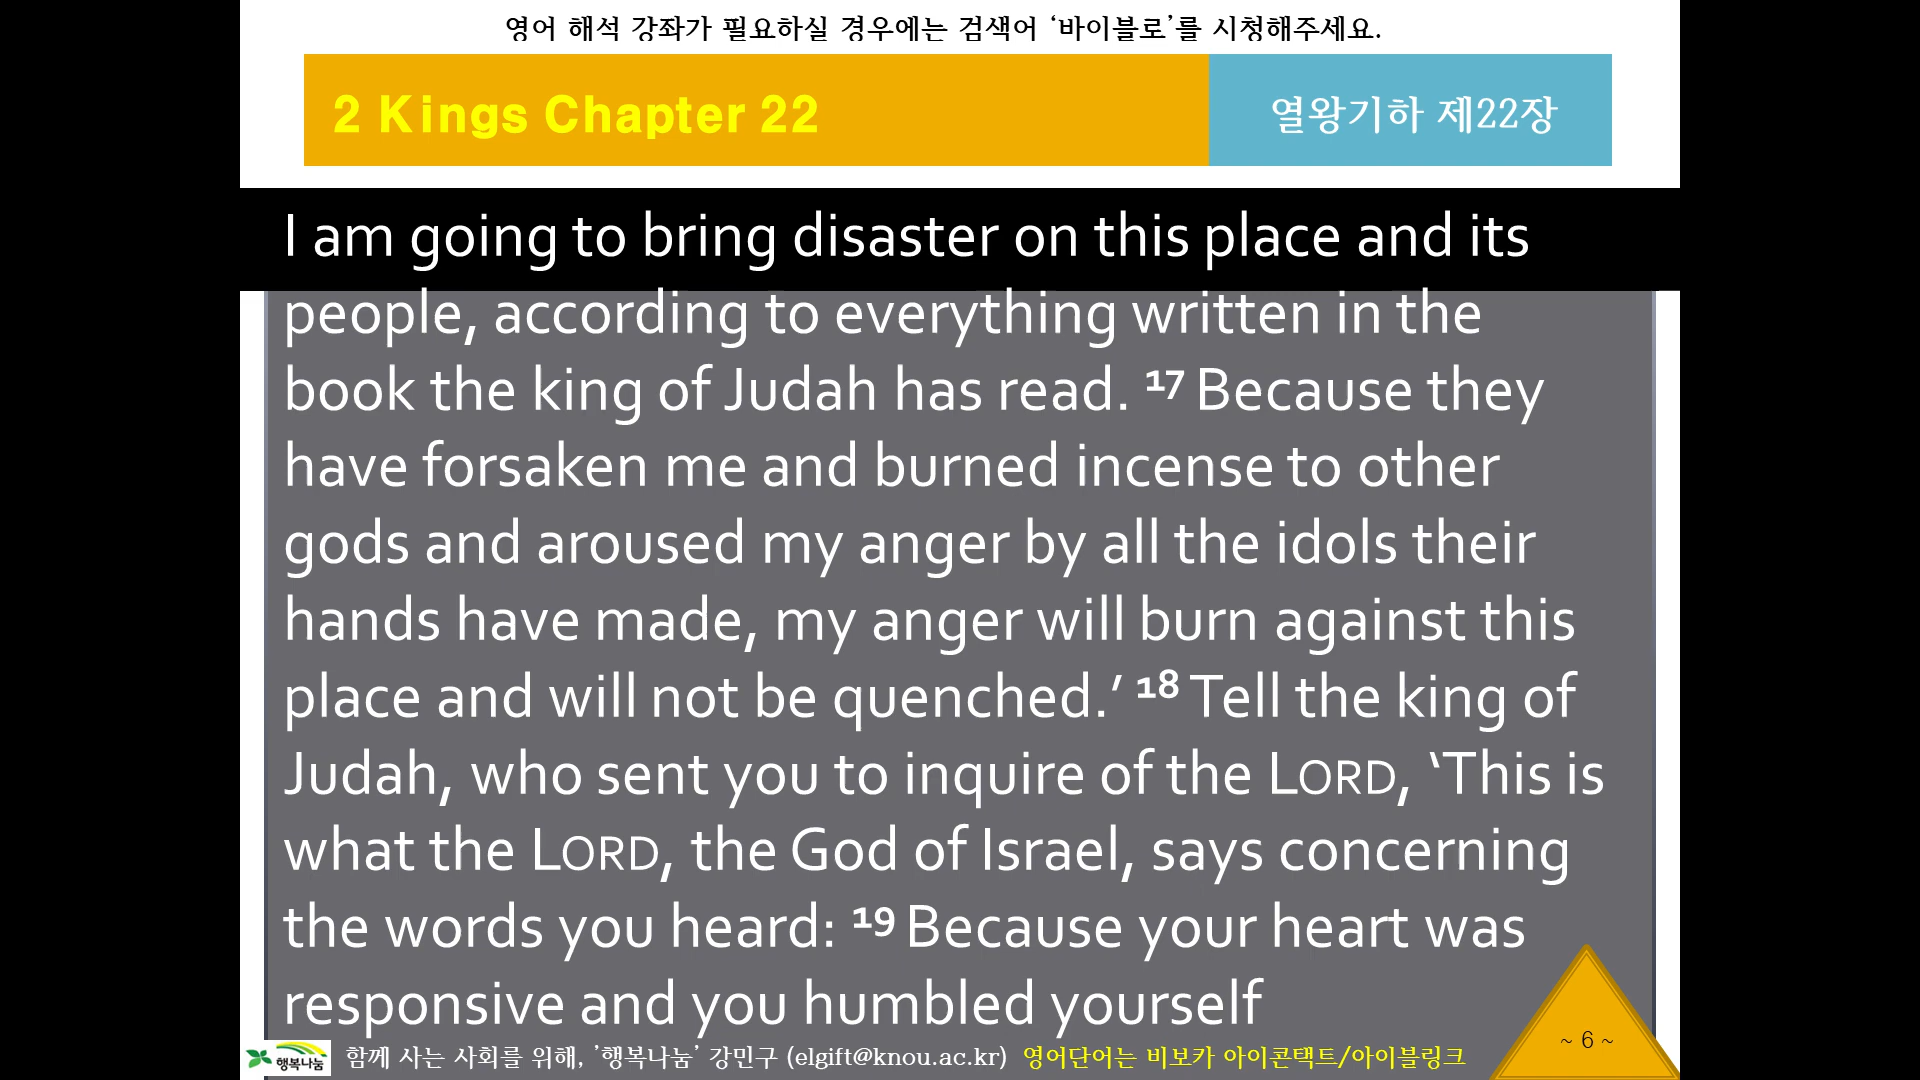 영어 해석 강좌가 필요하실 경우에는 검색어 ‘바이블로’를 시청해주세요.
2 Kings Chapter 22
열왕기하 제22장
I am going to bring disaster on this place and its
people, according to everything written in the
book the king of Judah has read. 17 Because they
have forsaken me and burned incense to other
gods and aroused my anger by all the idols their
hands have made, my anger will burn against this
place and will not be quenched.’ 18 Tell the king of
Judah, who sent you to inquire of the LORD, ‘This is
what the LORD, the God of Israel, says concerning
the words you heard: 19 Because your heart was
responsive and you humbled yourself
~ 6 ~
행복나눔
함께 사는 사회를 위해, ’행복나눔’ 강민구 (elgift@knou.ac.kr) 영어단어는 비보카 아이콘택트/아이블링크